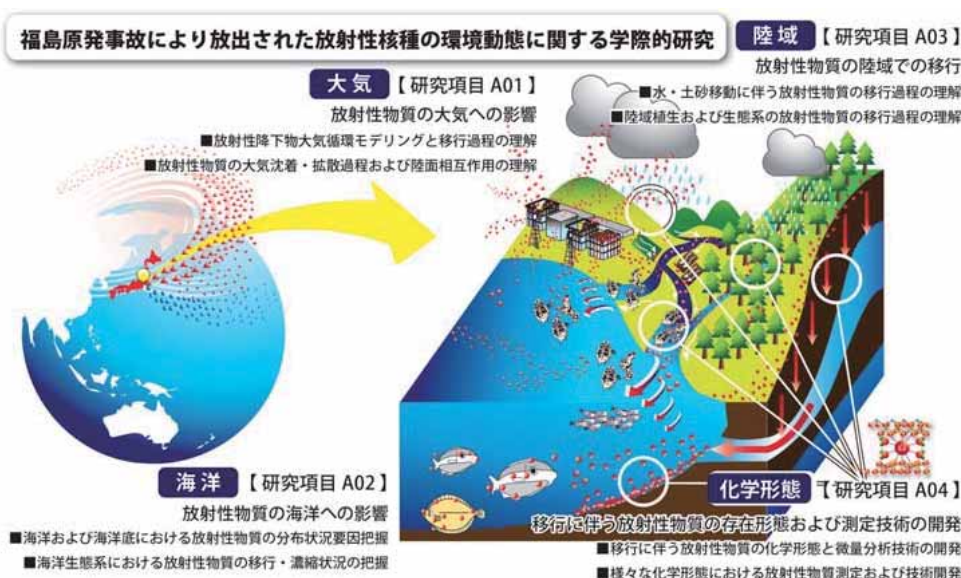 福島原発事故により放出された放射性核種の環境動態に関する学際的研究
大気【研究項目 A01】
放射性物質の大気への影響
■放射性降下物大気循環モデリングと移行過程の理解
■放射性物質の大気沈着・拡散過程および陸面相互作用の理解
陸域【研究項目 A03】
放射性物質の陸域での移行
■水・土砂移動に伴う放射性物質の移行過程の理解
■陸域植生および生態系の放射性物質の移行過程の理解
海洋【研究項目 A02】
放射性物質の海洋への影響
■海洋および海洋底における放射性物質の分布状況要因把握
■海洋生態系における放射性物質の移行・濃縮状況の把握
化学形態【研究項目 A04】
移行に伴う放射性物質の存在形態および測定技術の開発
■移行に伴う放射性物質の化学形態と微量分析技術の開発
■様々な化学形態における放射性物質測定および技術開発